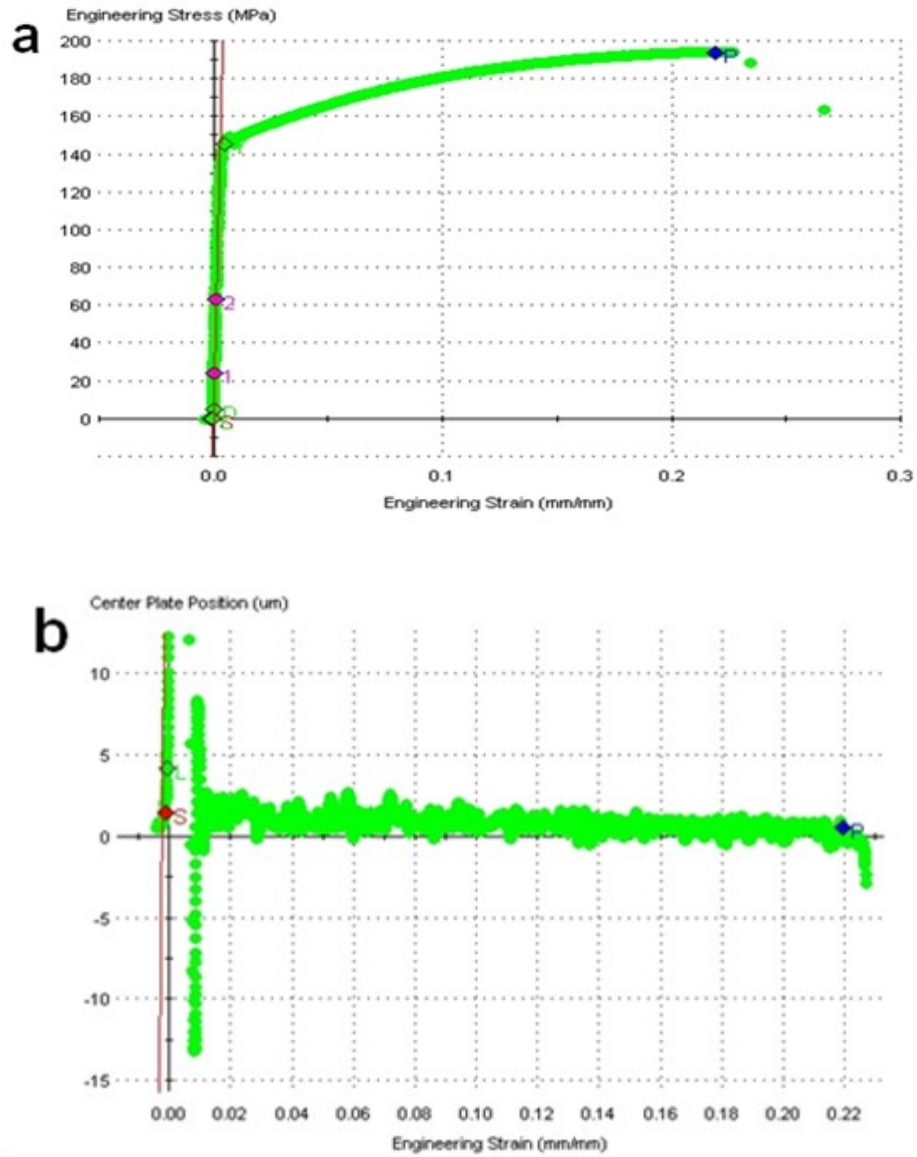 a
Engineering Stress (MPa)
200
180
160
140
120
100
80
60
40
20
0
P
2
1
S
0.0 0.1 0.2 0.3
Engineering Strain (mm/mm)
b
Center Plate Position (um)
10
5
0
-5
-10
-15
L
S
P
0.00 0.02 0.04 0.06 0.08 0.10 0.12 0.14 0.16 0.18 0.20 0.22
Engineering Strain (mm/mm)